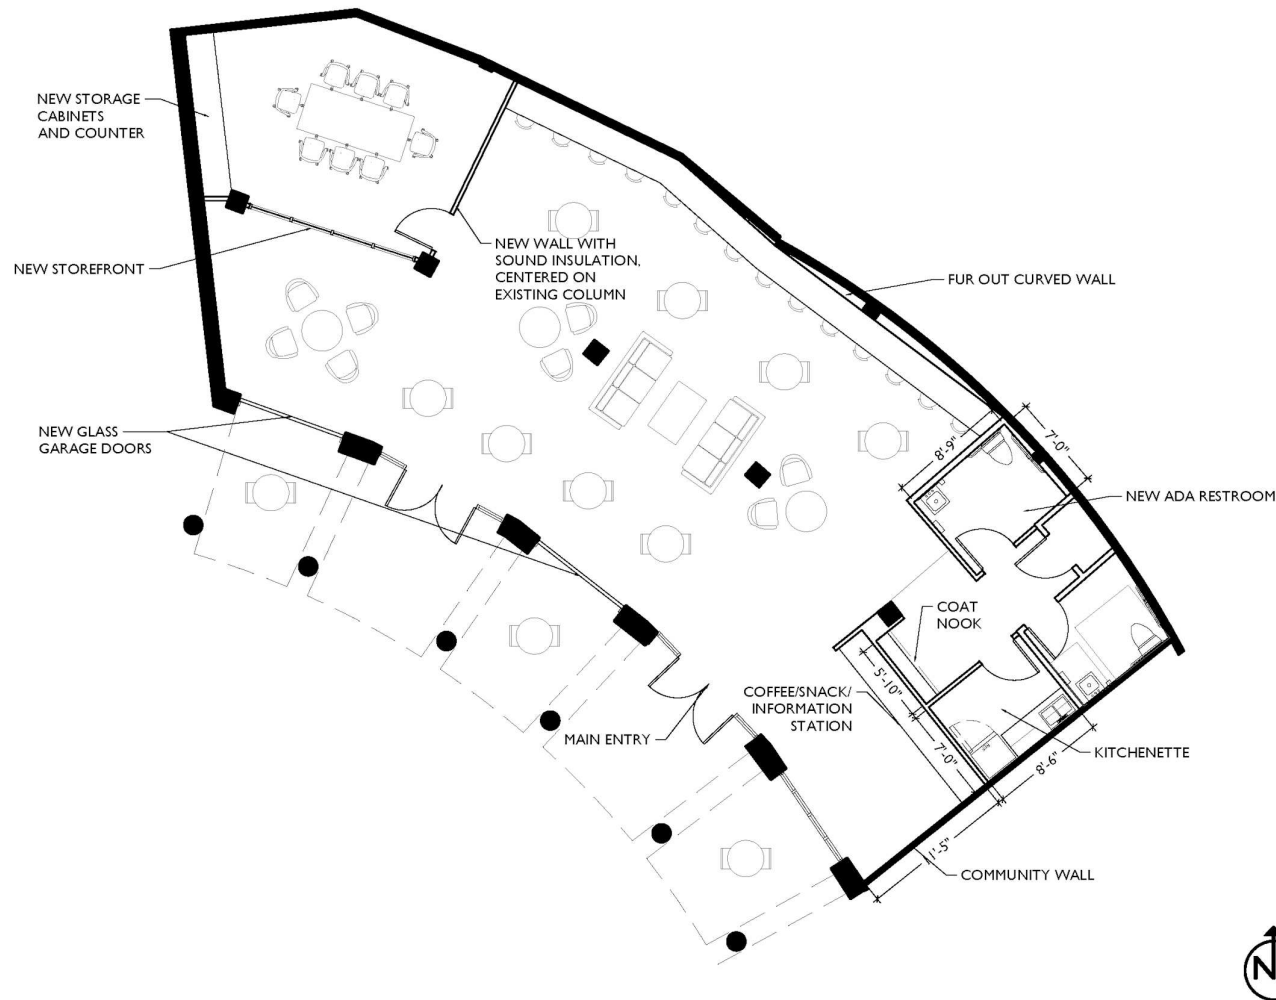 NEW STORAGE
CABINETS
AND COUNTER
NEW STOREFRONT
NEW WALL WITH
SOUND INSULATION,
CENTERED ON
EXISTING COLUMN
FUR OUT CURVED WALL
NEW GLASS
GARAGE DOORS
8'-9"
7'-0"
NEW ADA RESTROOM
COAT
NOOK
5'-10"
COFFEE/SNACK/
INFORMATION
STATION
MAIN ENTRY
7'-0"
8'-6"
KITCHENETTE
1'-5"
COMMUNITY WALL
N